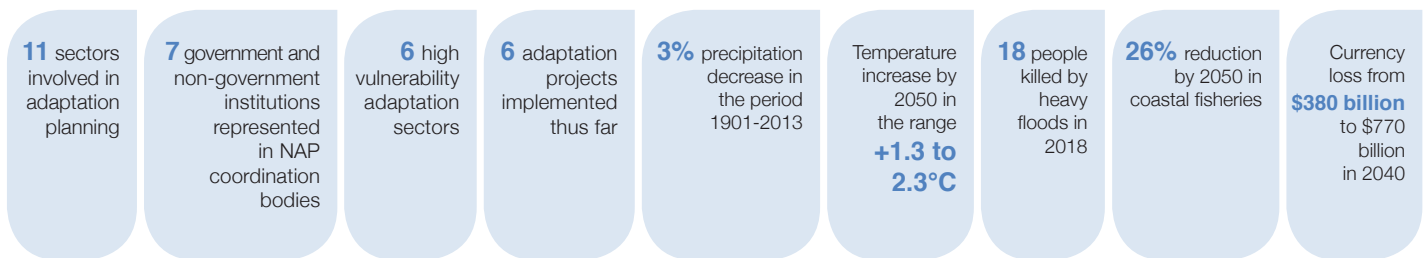 11 sectors
involved in
adaptation
planning
7 government and
non-government
institutions
represented
in NAP
coordination
bodies
6 high
vulnerability
adaptation
sectors
6 adaptation
projects
implemented
thus far
3% precipitation
decrease in
the period
1901-2013
Temperature
increase by
2050 in
the range
+1.3 to
2.3°C
18 people
killed by
heavy
floods in
2018
26% reduction
by 2050 in
coastal fisheries
Currency
loss from
$380 billion
to $770
billion
in 2040